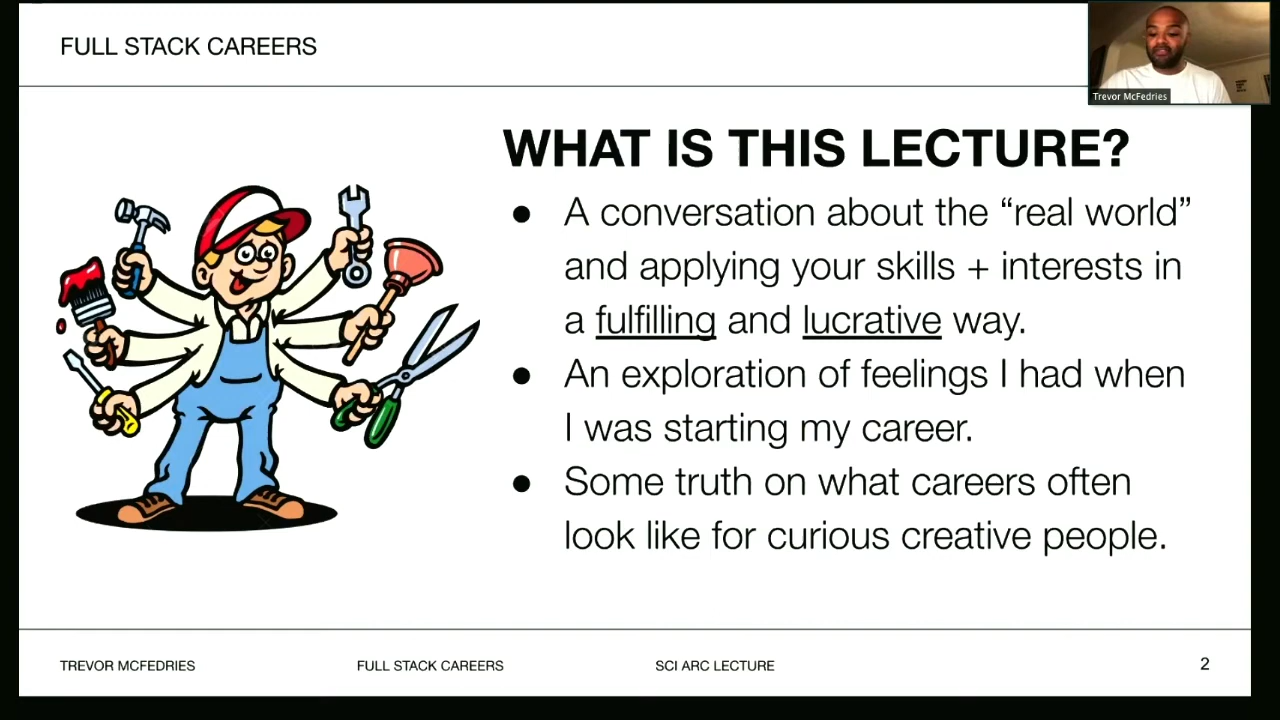 FULL STACK CAREERS
Trevor McFedries
WHAT IS THIS LECTURE?
● A conversation about the “real world”
and applying your skills + interests in
a fulfilling and lucrative way.
● An exploration of feelings I had when
I was starting my career.
● Some truth on what careers often
look like for curious creative people.
TREVOR MCFEDRIES
FULL STACK CAREERS
SCI ARC LECTURE
2